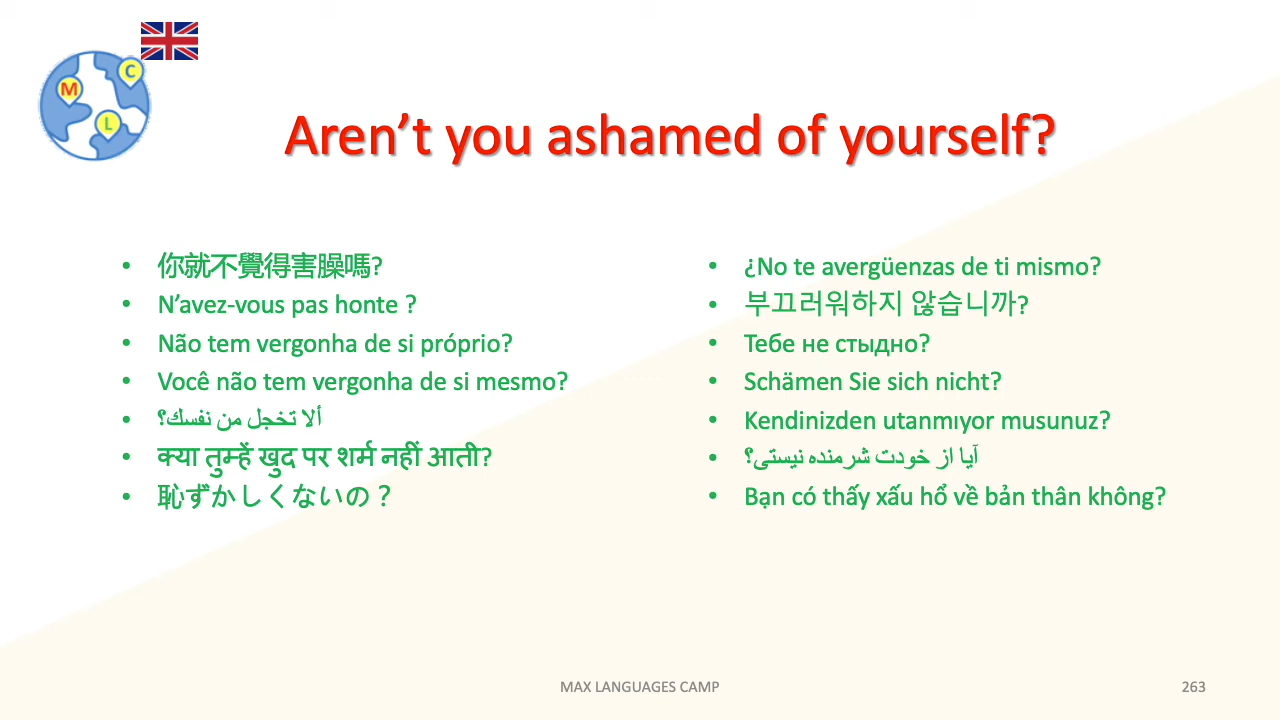 M
C
L
Aren’t you ashamed of yourself?
• 你就不覺得害臊嗎?
• N’avez-vous pas honte ?
• Não tem vergonha de si próprio?
• Você não tem vergonha de si mesmo?
• ألا تخجل من نفسك؟
• क्या तुम्हें खुद पर शर्म नहीं आती?
• 恥ずかしくないの？
• ¿No te avergüenzas de ti mismo?
• 부끄러워하지 않습니까?
• Тебе не стыдно?
• Schämen Sie sich nicht?
• Kendinizden utanmıyor musunuz?
• آیا از خودت شرمنده نیستی؟
• Bạn có thấy xấu hổ về bản thân không?
MAX LANGUAGES CAMP
263